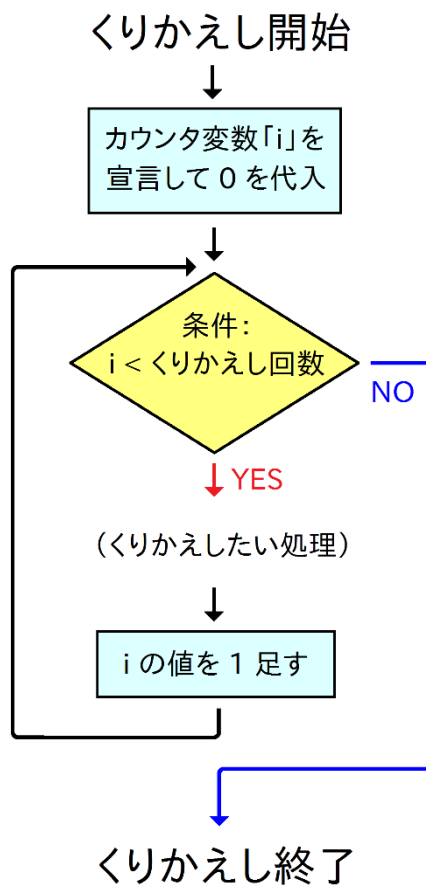 くりかえし開始
カウンタ変数「i」を
宣言して 0 を代入
条件:
i < くりかえし回数
NO
YES
(くりかえしたい処理)
i の値を 1 足す
くりかえし終了